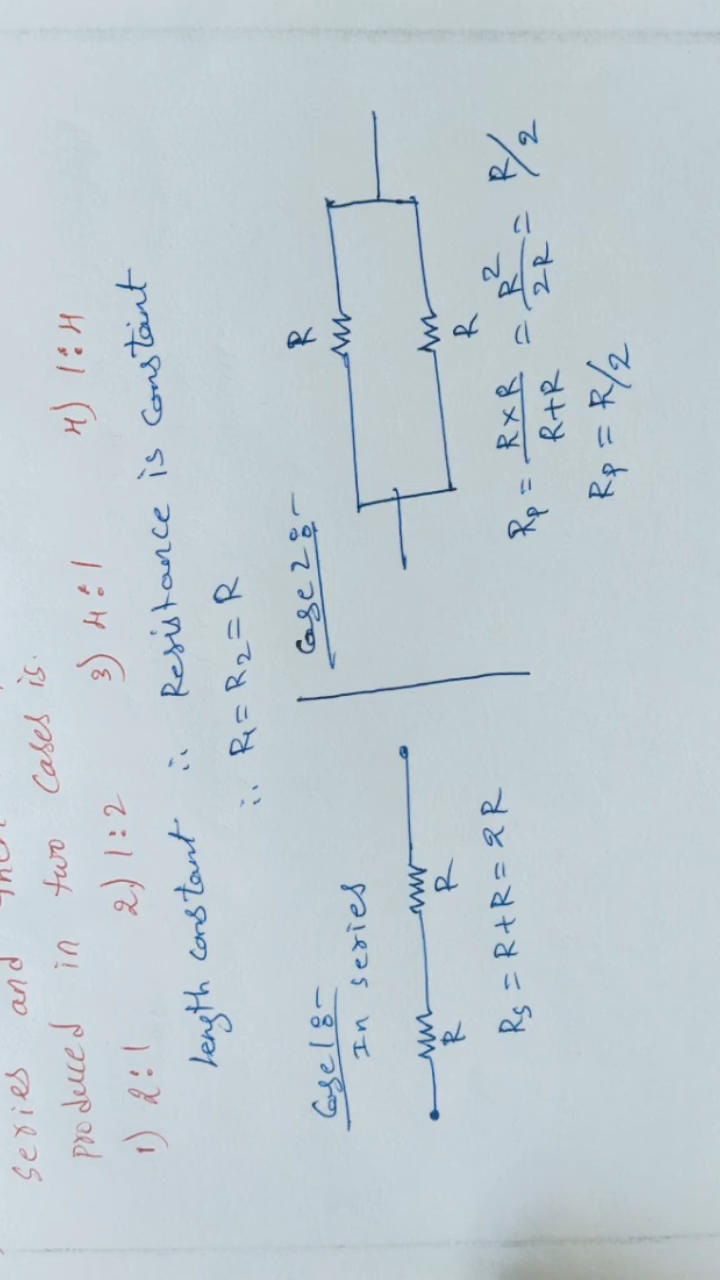 series and
produced in two cases is.
1) 2:1 2) 1:2 3) 4:1 4) 1:4
length constant ∴ Resistance is constant
∴ R1 = R2 = R
Case 1:-
In series
R R
Rs = R+R = 2R
Case 2:-
R
R
Rp = R×R/R+R = R²/2R = R/2
Rp = R/2